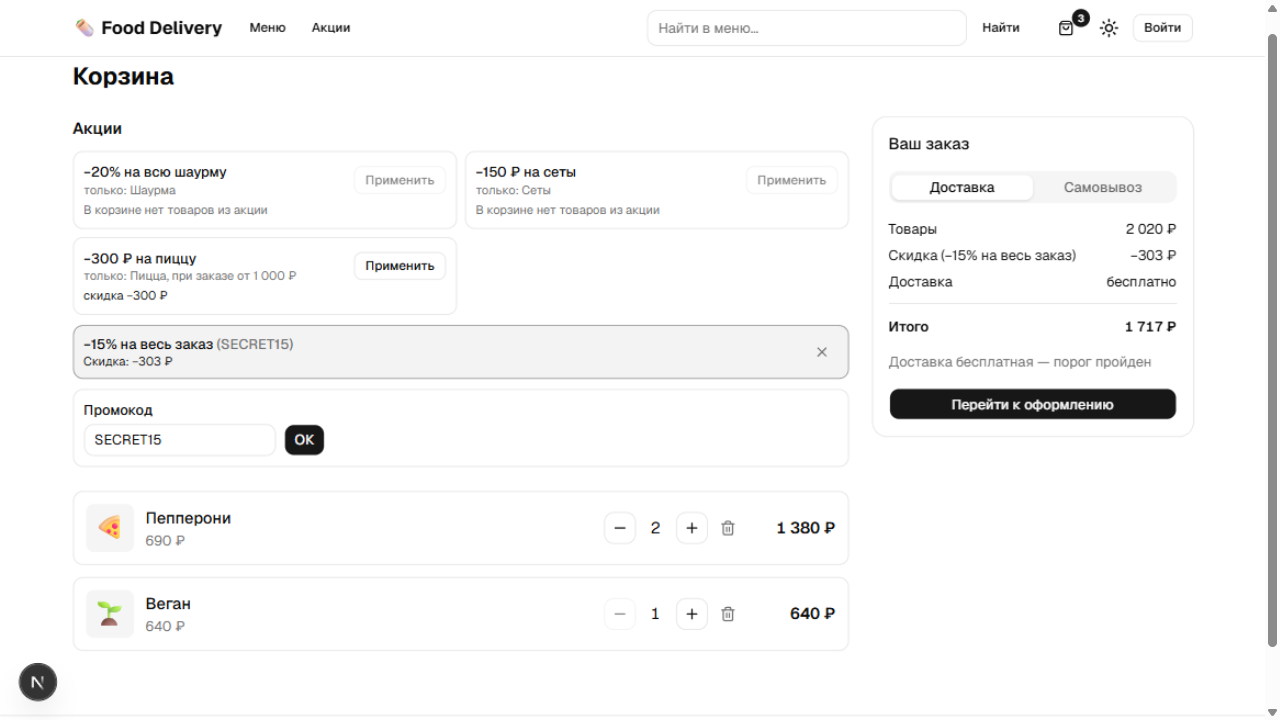 Food Delivery
Меню
Акции
Найти в меню...
Найти
3
Войти
Корзина
Акции
−20% на всю шаурму
только: Шаурма
В корзине нет товаров из акции
Применить
−150 ₽ на сеты
только: Сеты
В корзине нет товаров из акции
Применить
−300 ₽ на пиццу
только: Пицца, при заказе от 1 000 ₽
скидка −300 ₽
Применить
−15% на весь заказ (SECRET15)
Скидка: −303 ₽
Промокод
SECRET15
ОК
Пепперони
690 ₽
2
1 380 ₽
Веган
640 ₽
1
640 ₽
Ваш заказ
Доставка
Самовывоз
Товары 2 020 ₽
Скидка (−15% на весь заказ) −303 ₽
Доставка бесплатно
Итого 1 717 ₽
Доставка бесплатная — порог пройден
Перейти к оформлению
N